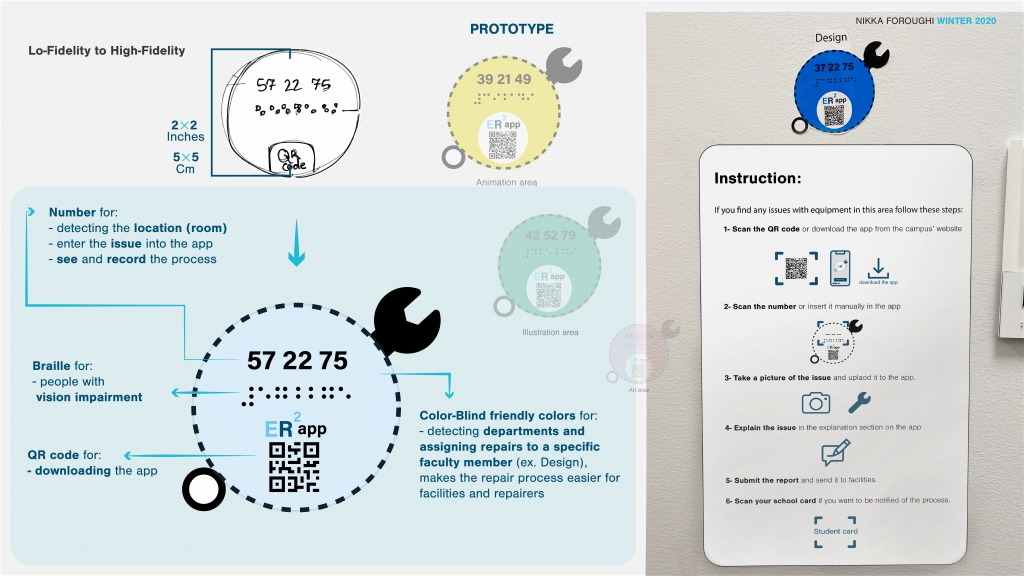 NIKKA FOROUGHI WINTER 2020
PROTOTYPE
Lo-Fidelity to High-Fidelity
57 22 75
QR
Code
2×2
Inches
5×5
Cm
39 21 49
ER2 app
Animation area
42 52 79
ER2 app
Illustration area
Art area
Number for:
- detecting the location (room)
- enter the issue into the app
- see and record the process
Braille for:
- people with
vision impairment
QR code for:
- downloading the app
57 22 75
ER2 app
Color-Blind friendly colors for:
- detecting departments and
assigning repairs to a specific
faculty member (ex. Design),
makes the repair process easier for
facilities and repairers
Design
37 22 75
ER2 app
Instruction:
If you find any issues with equipment in this area follow these steps:
1- Scan the QR code or download the app from the campus' website
download the app
2- Scan the number or insert it manually in the app
3- Take a picture of the issue and uplaod it to the app.
4- Explain the issue in the explanation section on the app
5- Submit the report and send it to facilities.
6- Scan your school card if you want to be notified of the process.
Student card